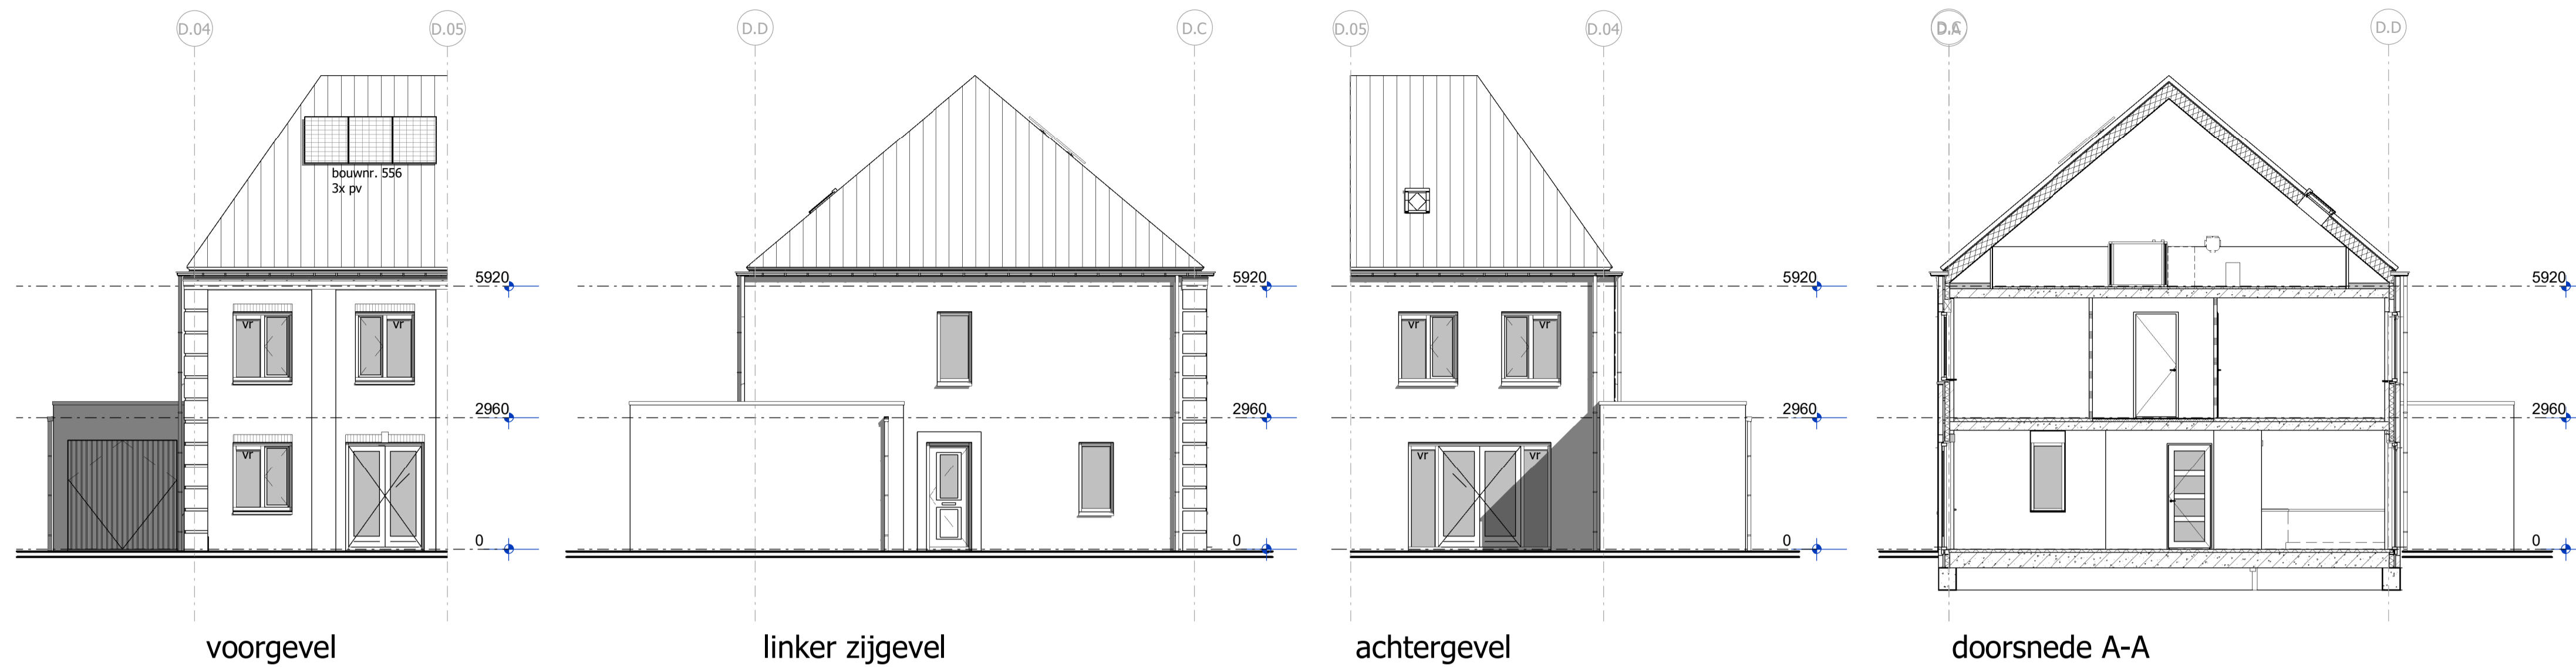 D.04
D.05
bouwnr. 556
3x pv
5920
vr
vr
2960
vr
0
voorgevel
D.D
D.C
5920
2960
0
linker zijgevel
D.05
D.04
5920
vr
vr
2960
vr
vr
0
achtergevel
D.C
D.D
5920
2960
0
doorsnede A-A